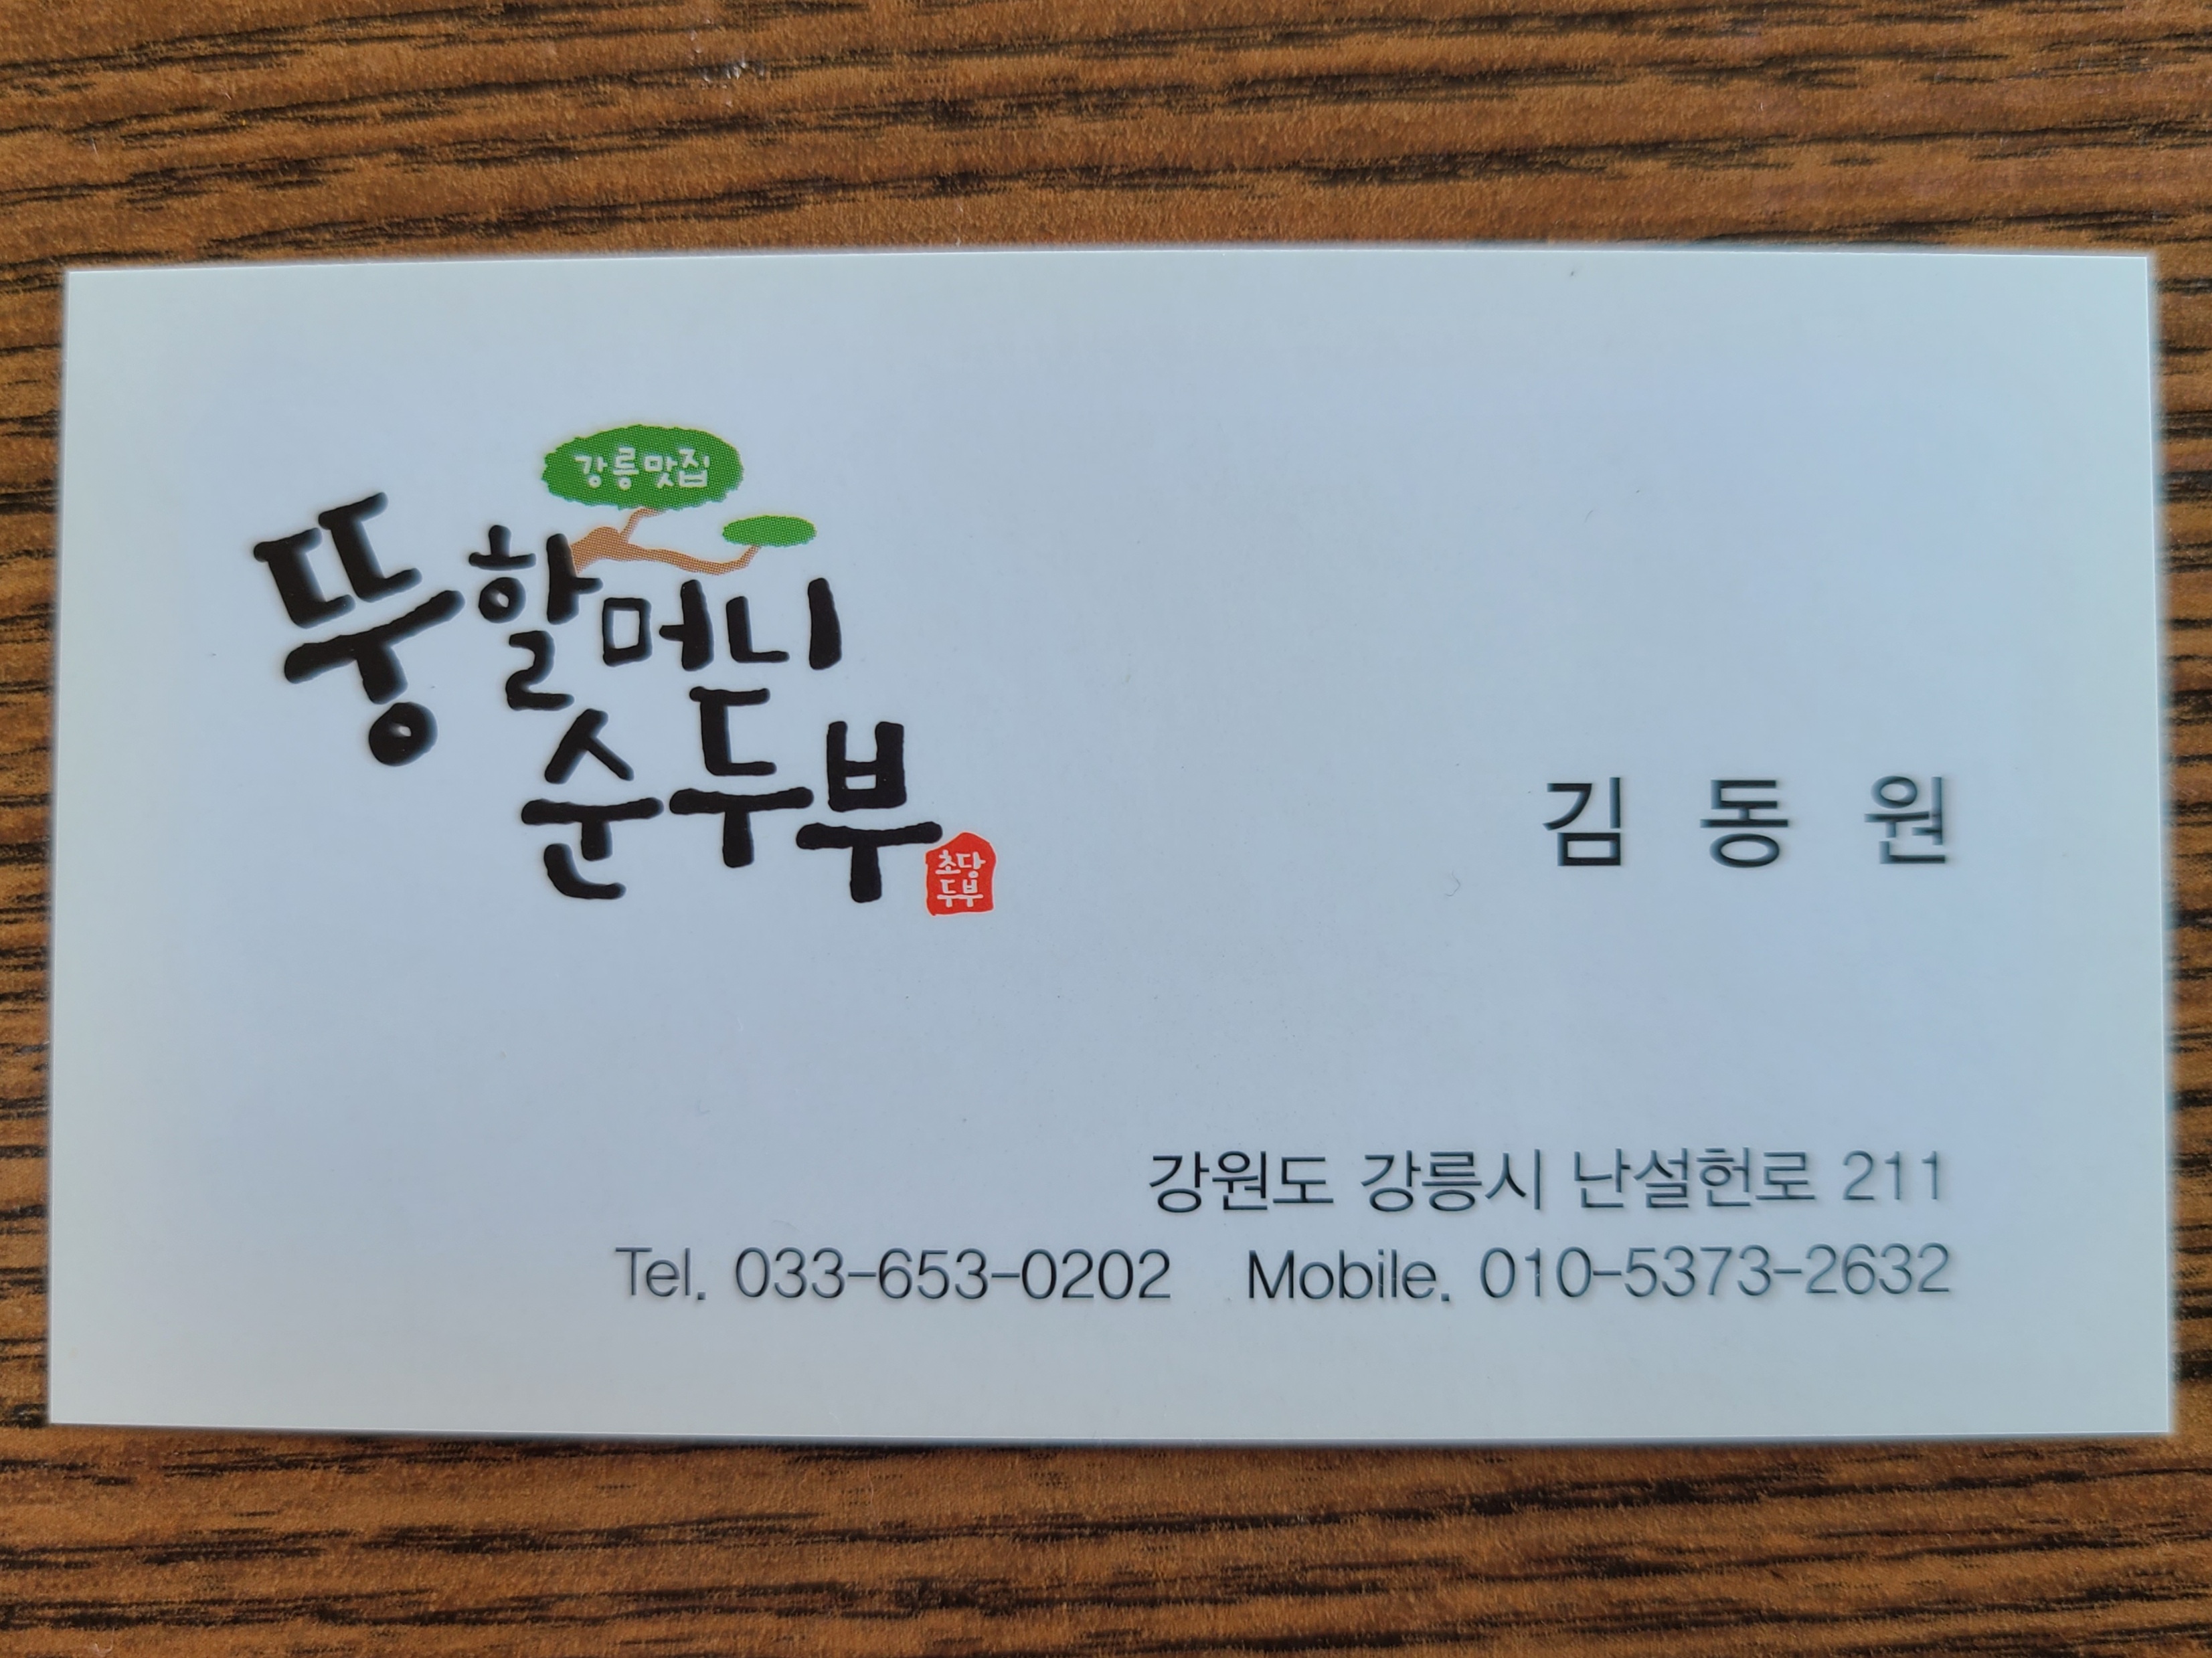 강릉맛집
뚱할머니
순두부
초당
두부
김 동 원
강원도 강릉시 난설헌로 211
Tel. 033-653-0202 Mobile. 010-5373-2632